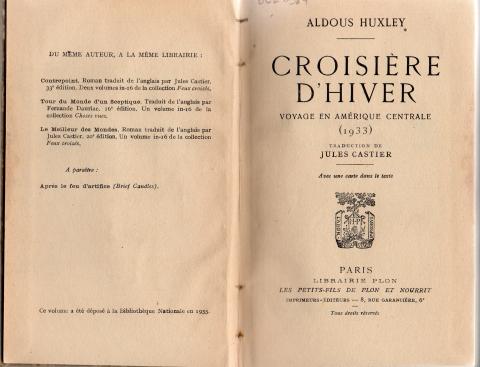 DU MÊME AUTEUR, A LA MÊME LIBRAIRIE :
Contrepoint. Roman traduit de l'anglais par Jules Castier.
33e édition. Deux volumes in-16 de la collection Feux croisés.
Tour du Monde d'un Sceptique. Traduit de l'anglais par
Fernande Dauriac. 16e édition. Un volume in-16 de la
collection Choses vues.
Le Meilleur des Mondes. Roman traduit de l'anglais par
Jules Castier. 20e édition. Un volume in-16 de la collection
Feux croisés.
A paraître :
Après le feu d'artifice (Brief Candles).
Ce volume a été déposé à la Bibliothèque Nationale en 1935.
ALDOUS HUXLEY
CROISIÈRE
D'HIVER
VOYAGE EN AMÉRIQUE CENTRALE
(1933)
TRADUCTION DE
JULES CASTIER
Avec une carte dans le texte
PARIS
LIBRAIRIE PLON
LES PETITS-FILS DE PLON ET NOURRIT
IMPRIMEURS-ÉDITEURS — 8, RUE GARANCIÈRE, 6e
Tous droits réservés